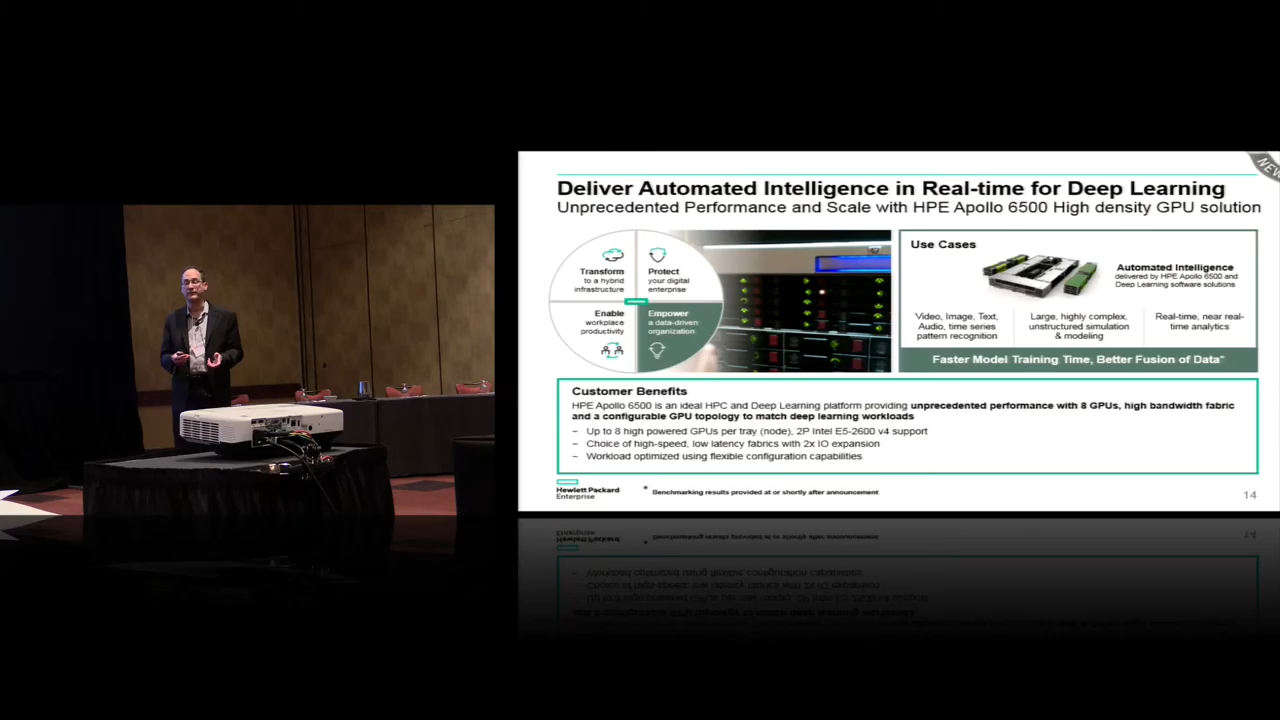 NEW
Deliver Automated Intelligence in Real-time for Deep Learning
Unprecedented Performance and Scale with HPE Apollo 6500 High density GPU solution
Transform
to a hybrid
infrastructure
Protect
your digital
enterprise
Enable
workplace
productivity
Empower
a data-driven
organization
Use Cases
Automated Intelligence
delivered by HPE Apollo 6500 and
Deep Learning software solutions
Video, Image, Text,
Audio, time series
pattern recognition
Large, highly complex,
unstructured simulation
& modeling
Real-time, near real-
time analytics
Faster Model Training Time, Better Fusion of Data*
Customer Benefits
HPE Apollo 6500 is an ideal HPC and Deep Learning platform providing unprecedented performance with 8 GPUs, high bandwidth fabric
and a configurable GPU topology to match deep learning workloads
– Up to 8 high powered GPUs per tray (node), 2P Intel E5-2600 v4 support
– Choice of high-speed, low latency fabrics with 2x IO expansion
– Workload optimized using flexible configuration capabilities
Hewlett Packard
Enterprise
* Benchmarking results provided at or shortly after announcement
14